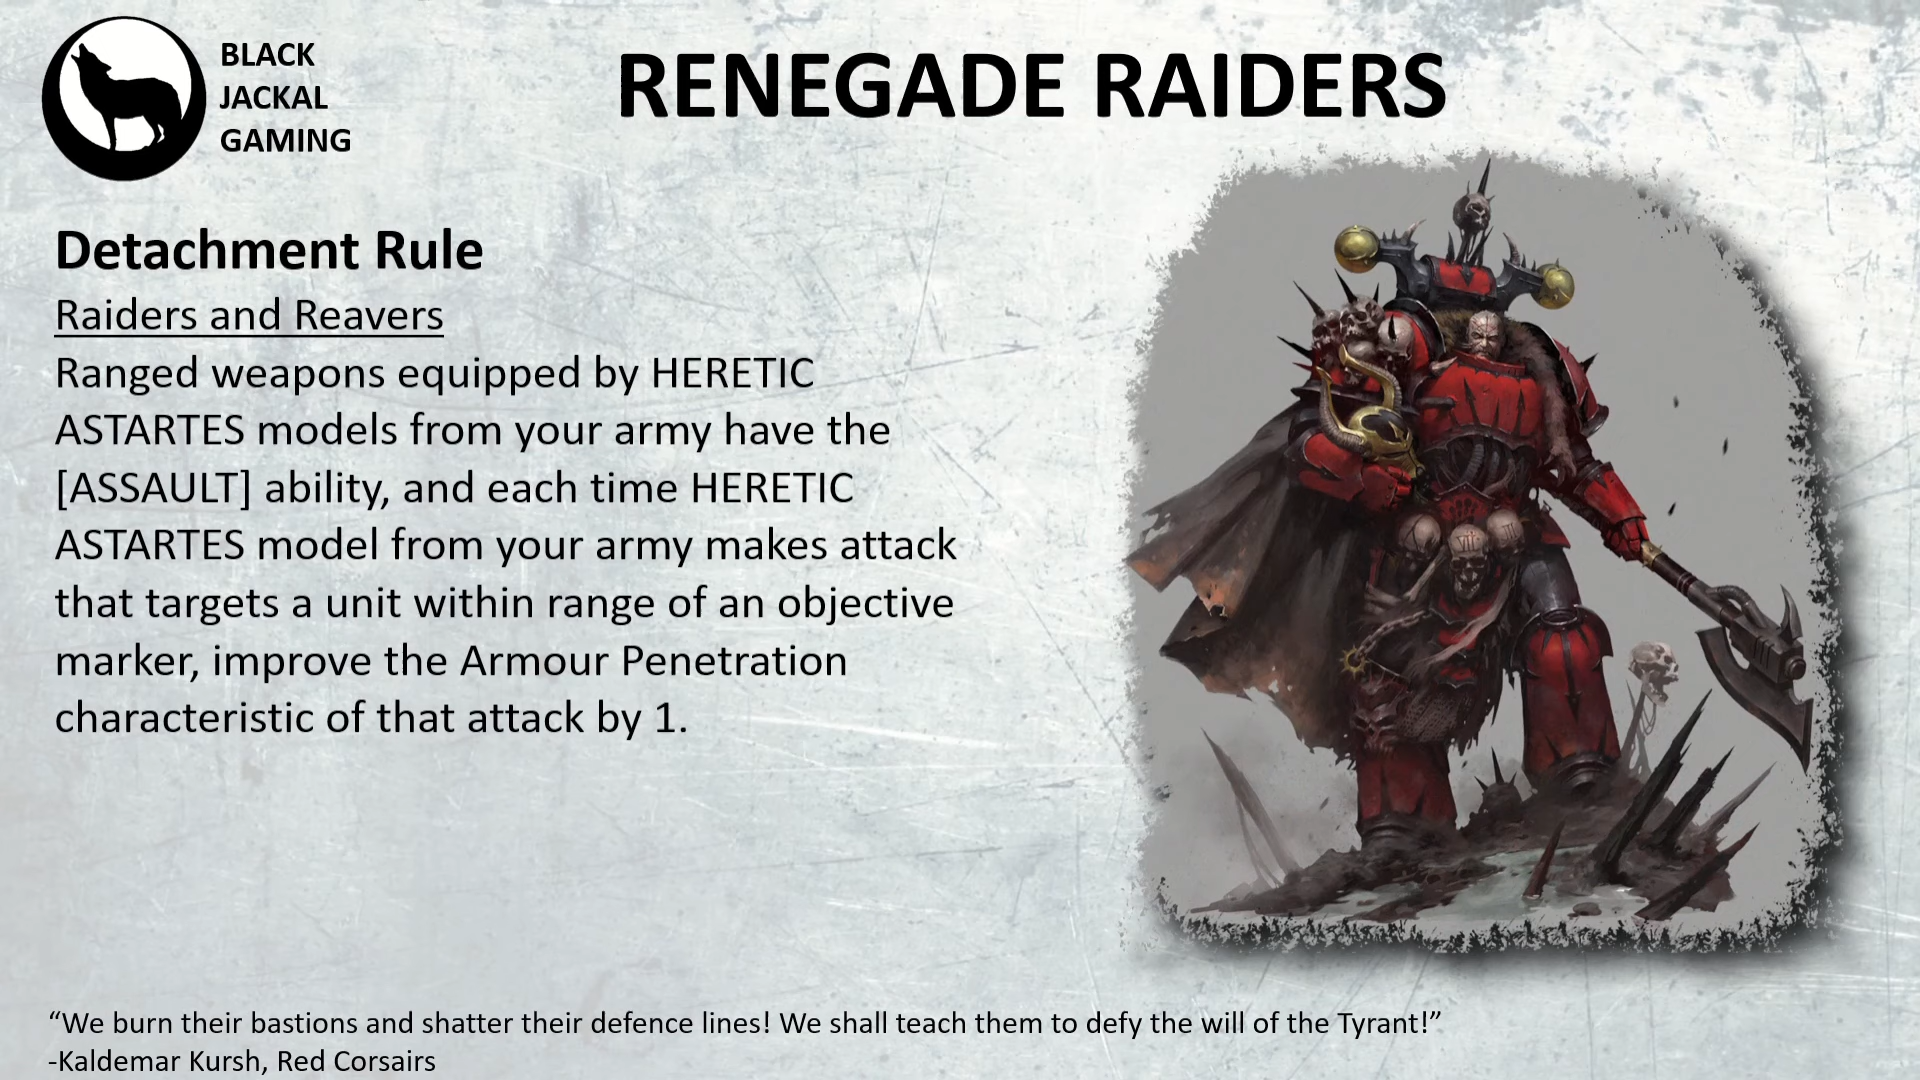 BLACK
JACKAL
GAMING
RENEGADE RAIDERS
Detachment Rule
Raiders and Reavers
Ranged weapons equipped by HERETIC
ASTARTES models from your army have the
[ASSAULT] ability, and each time HERETIC
ASTARTES model from your army makes attack
that targets a unit within range of an objective
marker, improve the Armour Penetration
characteristic of that attack by 1.
“We burn their bastions and shatter their defence lines! We shall teach them to defy the will of the Tyrant!”
-Kaldemar Kursh, Red Corsairs